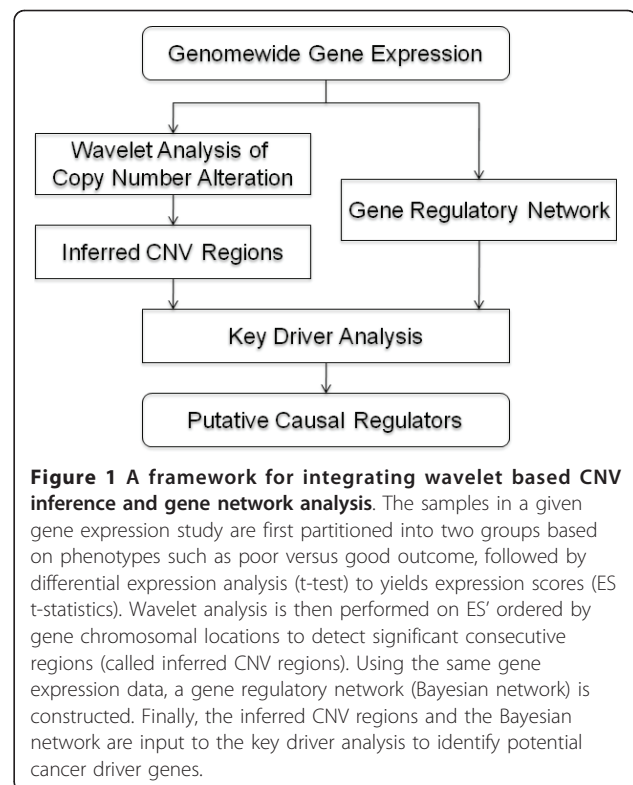 Genomewide Gene Expression
Wavelet Analysis of
Copy Number Alteration
Gene Regulatory Network
Inferred CNV Regions
Key Driver Analysis
Putative Causal Regulators
Figure 1 A framework for integrating wavelet based CNV
inference and gene network analysis. The samples in a given
gene expression study are first partitioned into two groups based
on phenotypes such as poor versus good outcome, followed by
differential expression analysis (t-test) to yields expression scores (ES
t-statistics). Wavelet analysis is then performed on ES’ ordered by
gene chromosomal locations to detect significant consecutive
regions (called inferred CNV regions). Using the same gene
expression data, a gene regulatory network (Bayesian network) is
constructed. Finally, the inferred CNV regions and the Bayesian
network are input to the key driver analysis to identify potential
cancer driver genes.